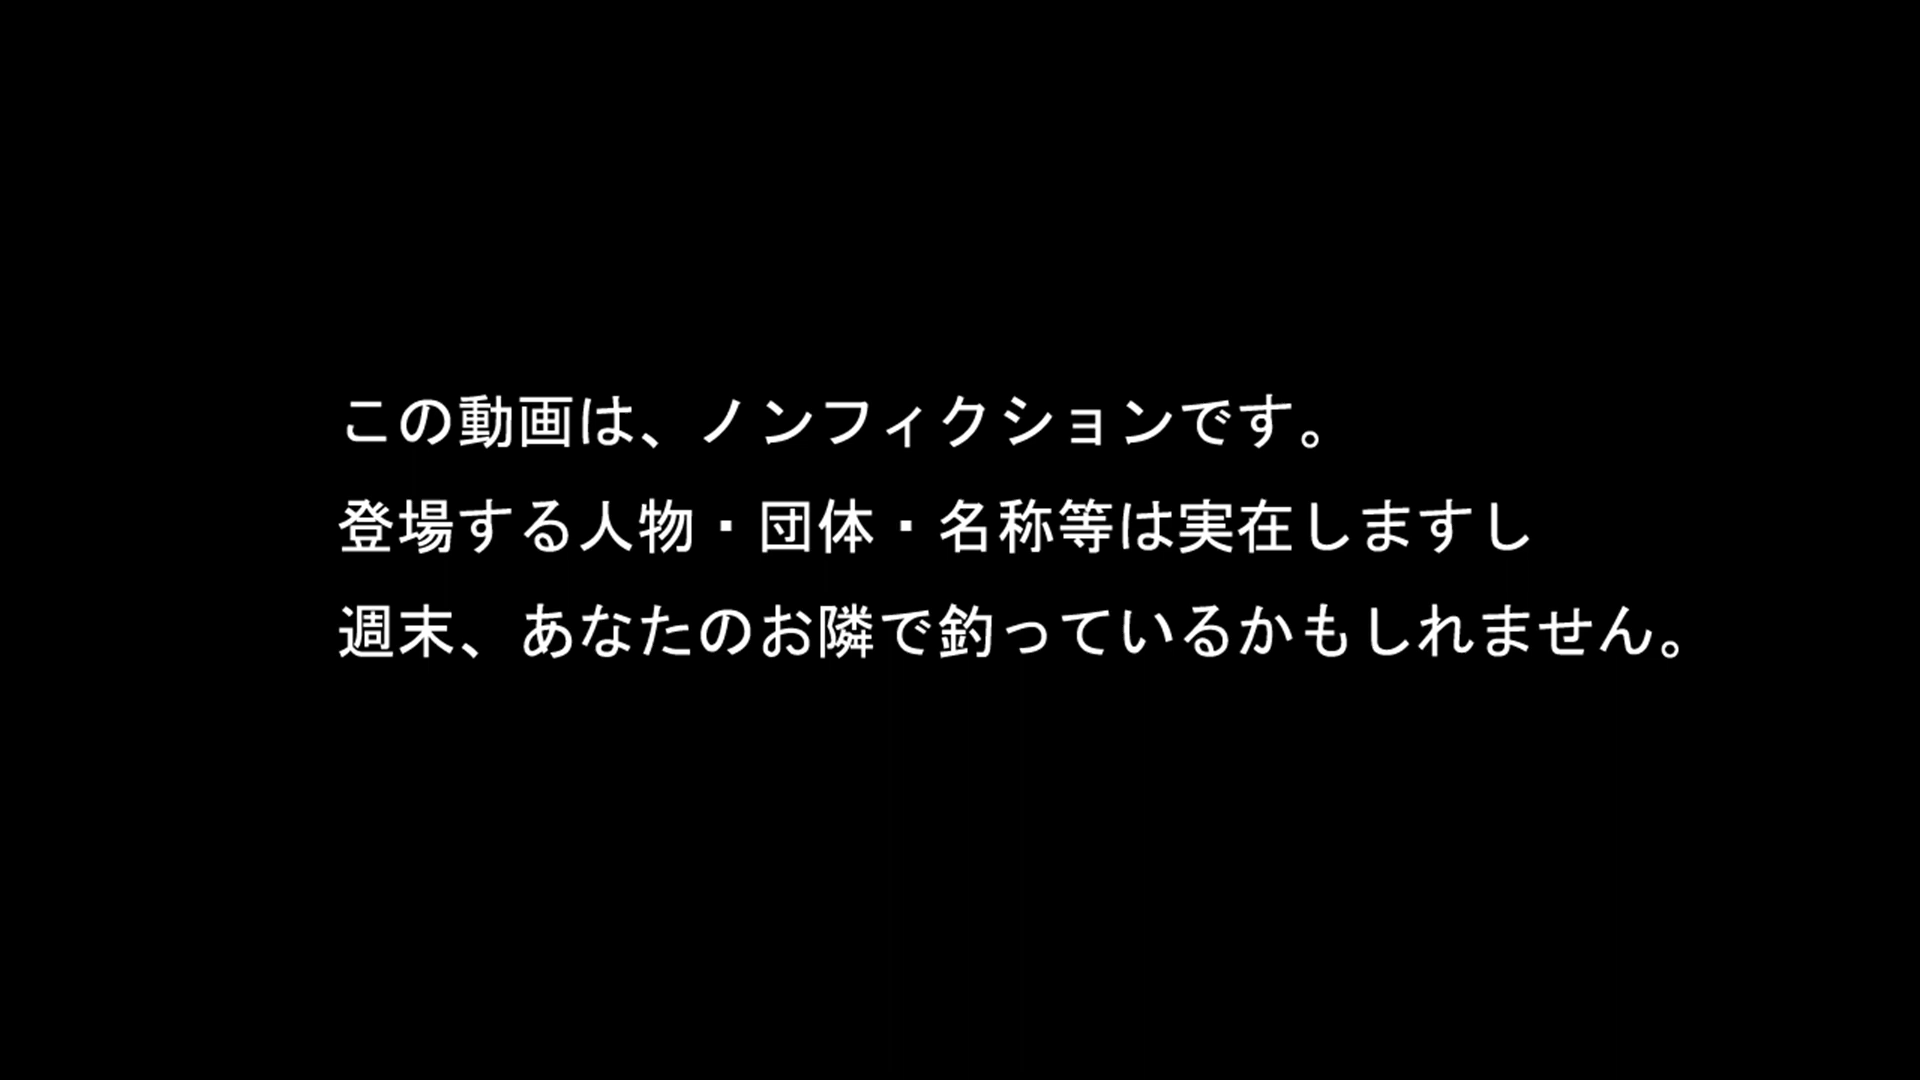 この動画は、ノンフィクションです。
登場する人物・団体・名称等は実在しますし
週末、あなたのお隣で釣っているかもしれません。